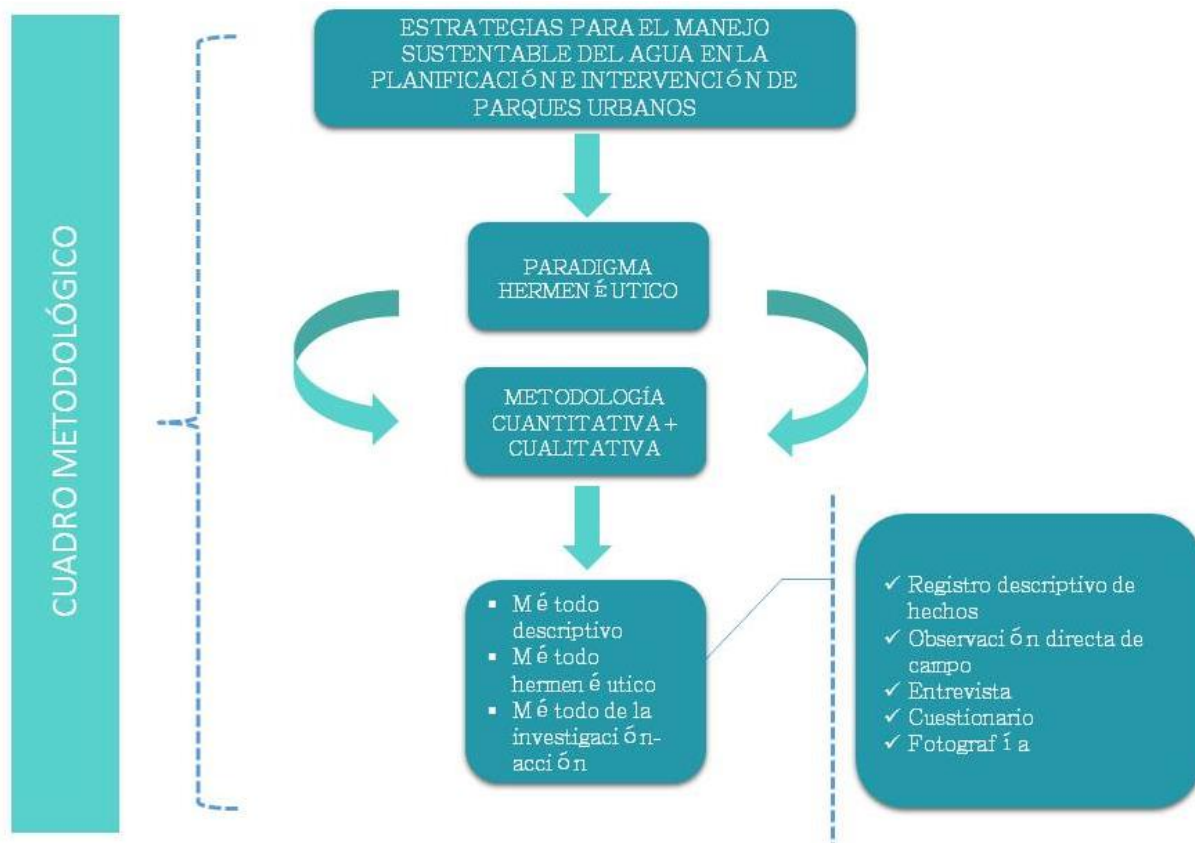 CUADRO METODOLÓGICO
ESTRATEGIAS PARA EL MANEJO
SUSTENTABLE DEL AGUA EN LA
PLANIFICACIÓN E INTERVENCIÓN DE
PARQUES URBANOS
PARADIGMA
HERMENÉUTICO
METODOLOGÍA
CUANTITATIVA +
CUALITATIVA
▪ Método
descriptivo
▪ Método
hermenéutico
▪ Método de la
investigación-
acción
✓ Registro descriptivo de
hechos
✓ Observación directa de
campo
✓ Entrevista
✓ Cuestionario
✓ Fotografía